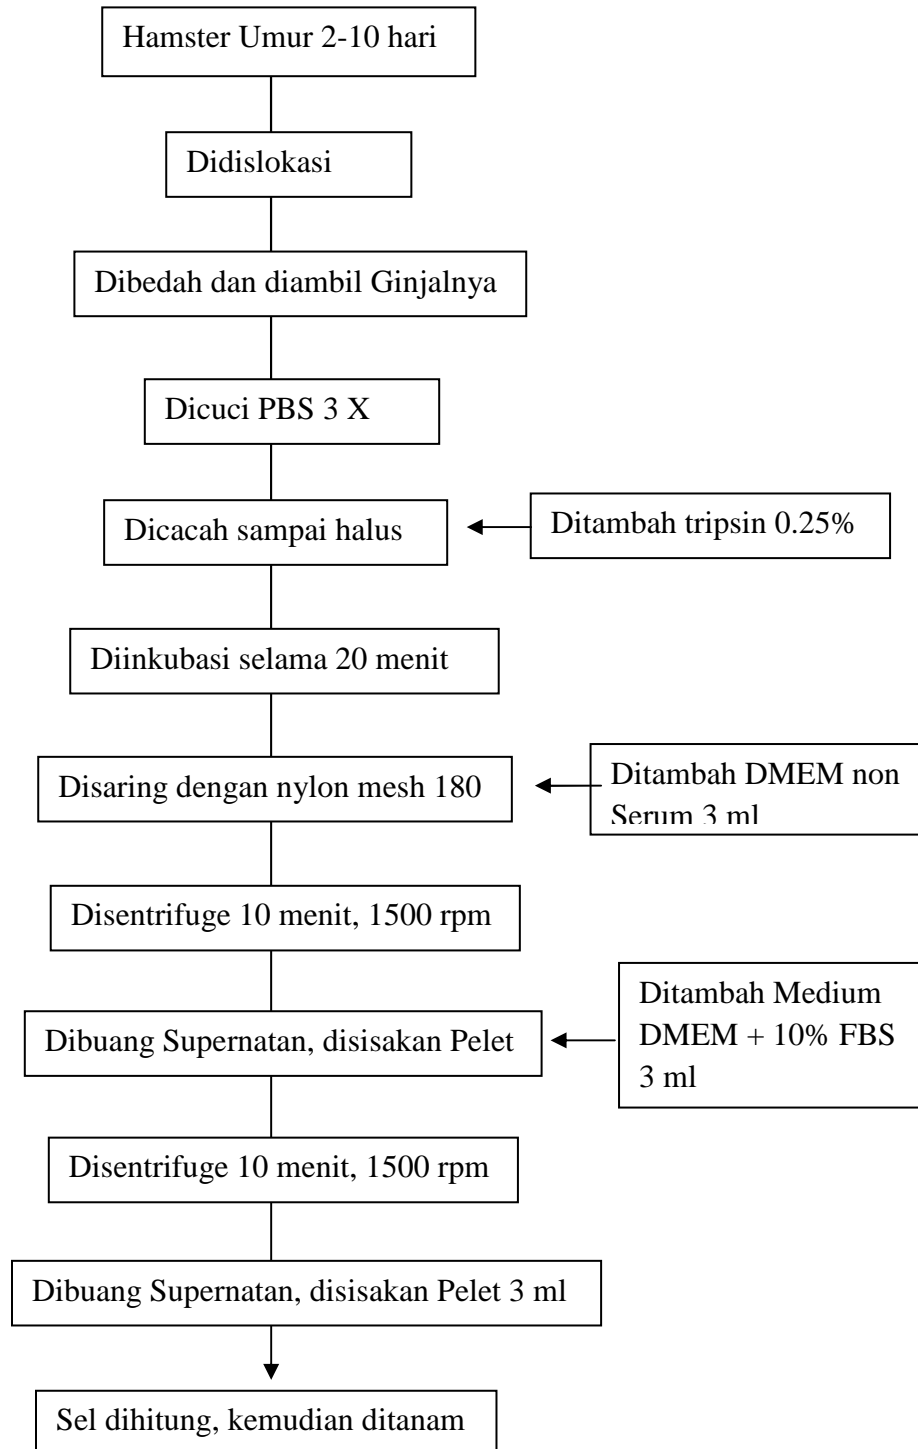 Hamster Umur 2-10 hari
Didislokasi
Dibedah dan diambil Ginjalnya
Dicuci PBS 3 X
Dicacah sampai halus
Ditambah tripsin 0.25%
Diinkubasi selama 20 menit
Disaring dengan nylon mesh 180
Ditambah DMEM non
Serum 3 ml
Disentrifuge 10 menit, 1500 rpm
Dibuang Supernatan, disisakan Pelet
Ditambah Medium
DMEM + 10% FBS
3 ml
Disentrifuge 10 menit, 1500 rpm
Dibuang Supernatan, disisakan Pelet 3 ml
Sel dihitung, kemudian ditanam